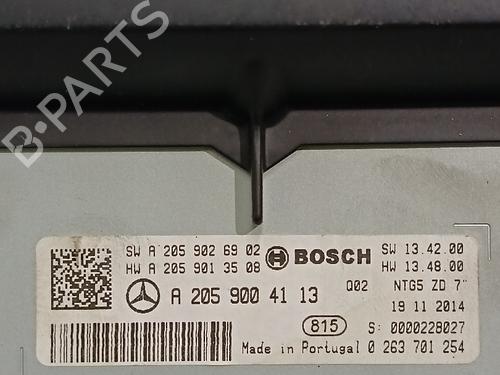 B-PARTS
SW A 205 902 69 02 BOSCH SW 13.42.00
HW A 205 901 35 08 HW 13.48.00
A 205 900 41 13 Q02 NTG5 ZD 7"
19 11 2014
815 S: 0000228027
Made in Portugal 0 263 701 254